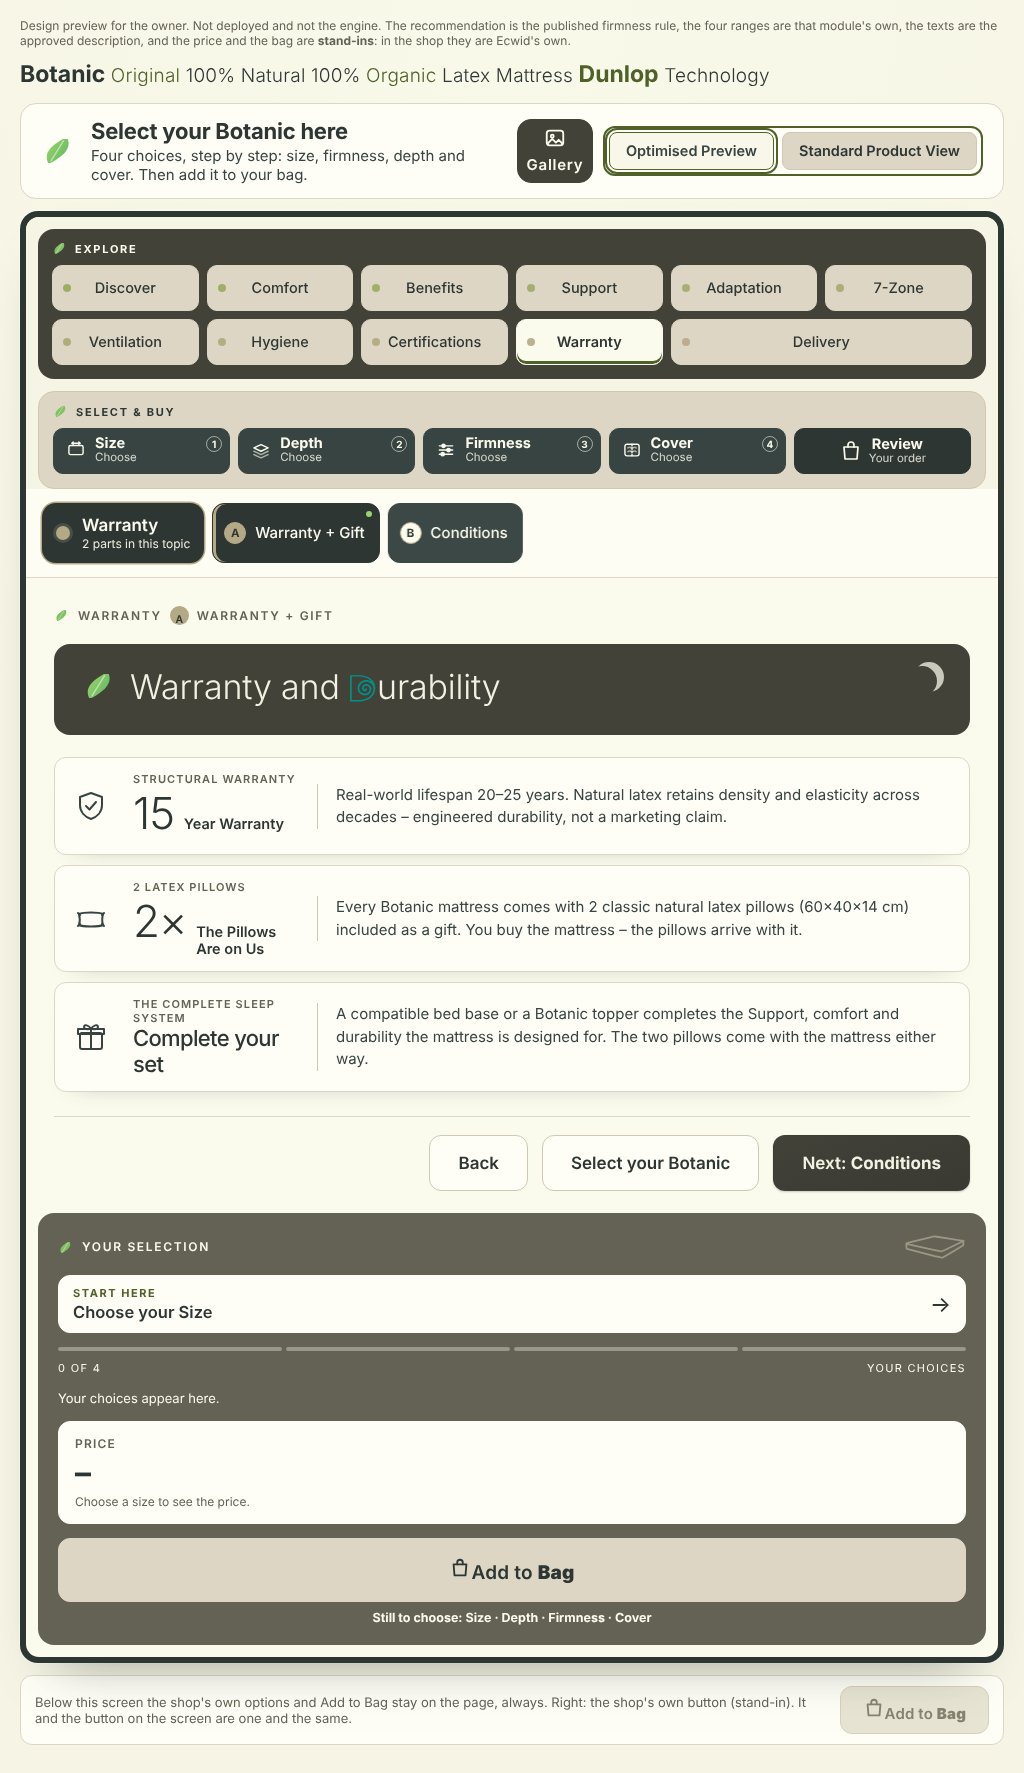 Design preview for the owner. Not deployed and not the engine. The recommendation is the published firmness rule, the four ranges are that module's own, the texts are the
approved description, and the price and the bag are stand-ins: in the shop they are Ecwid's own.
Botanic Original 100% Natural 100% Organic Latex Mattress Dunlop Technology
Select your Botanic here
Four choices, step by step: size, firmness, depth and
cover. Then add it to your bag.
Gallery
Optimised Preview
Standard Product View
EXPLORE
Discover
Comfort
Benefits
Support
Adaptation
7-Zone
Ventilation
Hygiene
Certifications
Warranty
Delivery
SELECT & BUY
Size
Choose
1
Depth
Choose
2
Firmness
Choose
3
Cover
Choose
4
Review
Your order
Warranty
2 parts in this topic
A Warranty + Gift
B Conditions
WARRANTY A WARRANTY + GIFT
Warranty and Durability
STRUCTURAL WARRANTY
15 Year Warranty
Real-world lifespan 20–25 years. Natural latex retains density and elasticity across
decades – engineered durability, not a marketing claim.
2 LATEX PILLOWS
2× The Pillows
Are on Us
Every Botanic mattress comes with 2 classic natural latex pillows (60×40×14 cm)
included as a gift. You buy the mattress – the pillows arrive with it.
THE COMPLETE SLEEP
SYSTEM
Complete your
set
A compatible bed base or a Botanic topper completes the Support, comfort and
durability the mattress is designed for. The two pillows come with the mattress either
way.
Back
Select your Botanic
Next: Conditions
YOUR SELECTION
START HERE
Choose your Size
0 OF 4
YOUR CHOICES
Your choices appear here.
PRICE
–
Choose a size to see the price.
Add to Bag
Still to choose: Size · Depth · Firmness · Cover
Below this screen the shop's own options and Add to Bag stay on the page, always. Right: the shop's own button (stand-in). It
and the button on the screen are one and the same.
Add to Bag